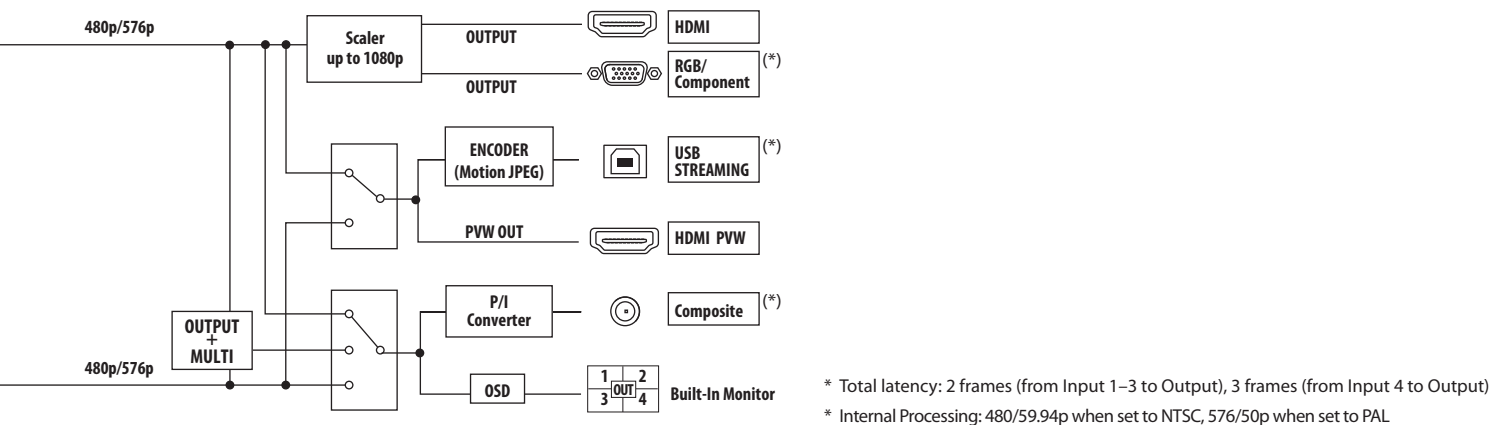 480p/576p
Scaler
up to 1080p
OUTPUT
HDMI
OUTPUT
RGB/
Component
(*)
ENCODER
(Motion JPEG)
USB
STREAMING
(*)
PVW OUT
HDMI PVW
OUTPUT
+
MULTI
P/I
Converter
Composite
(*)
480p/576p
OSD
1 2
OUT
3 4
Built-In Monitor
* Total latency: 2 frames (from Input 1–3 to Output), 3 frames (from Input 4 to Output)
* Internal Processing: 480/59.94p when set to NTSC, 576/50p when set to PAL